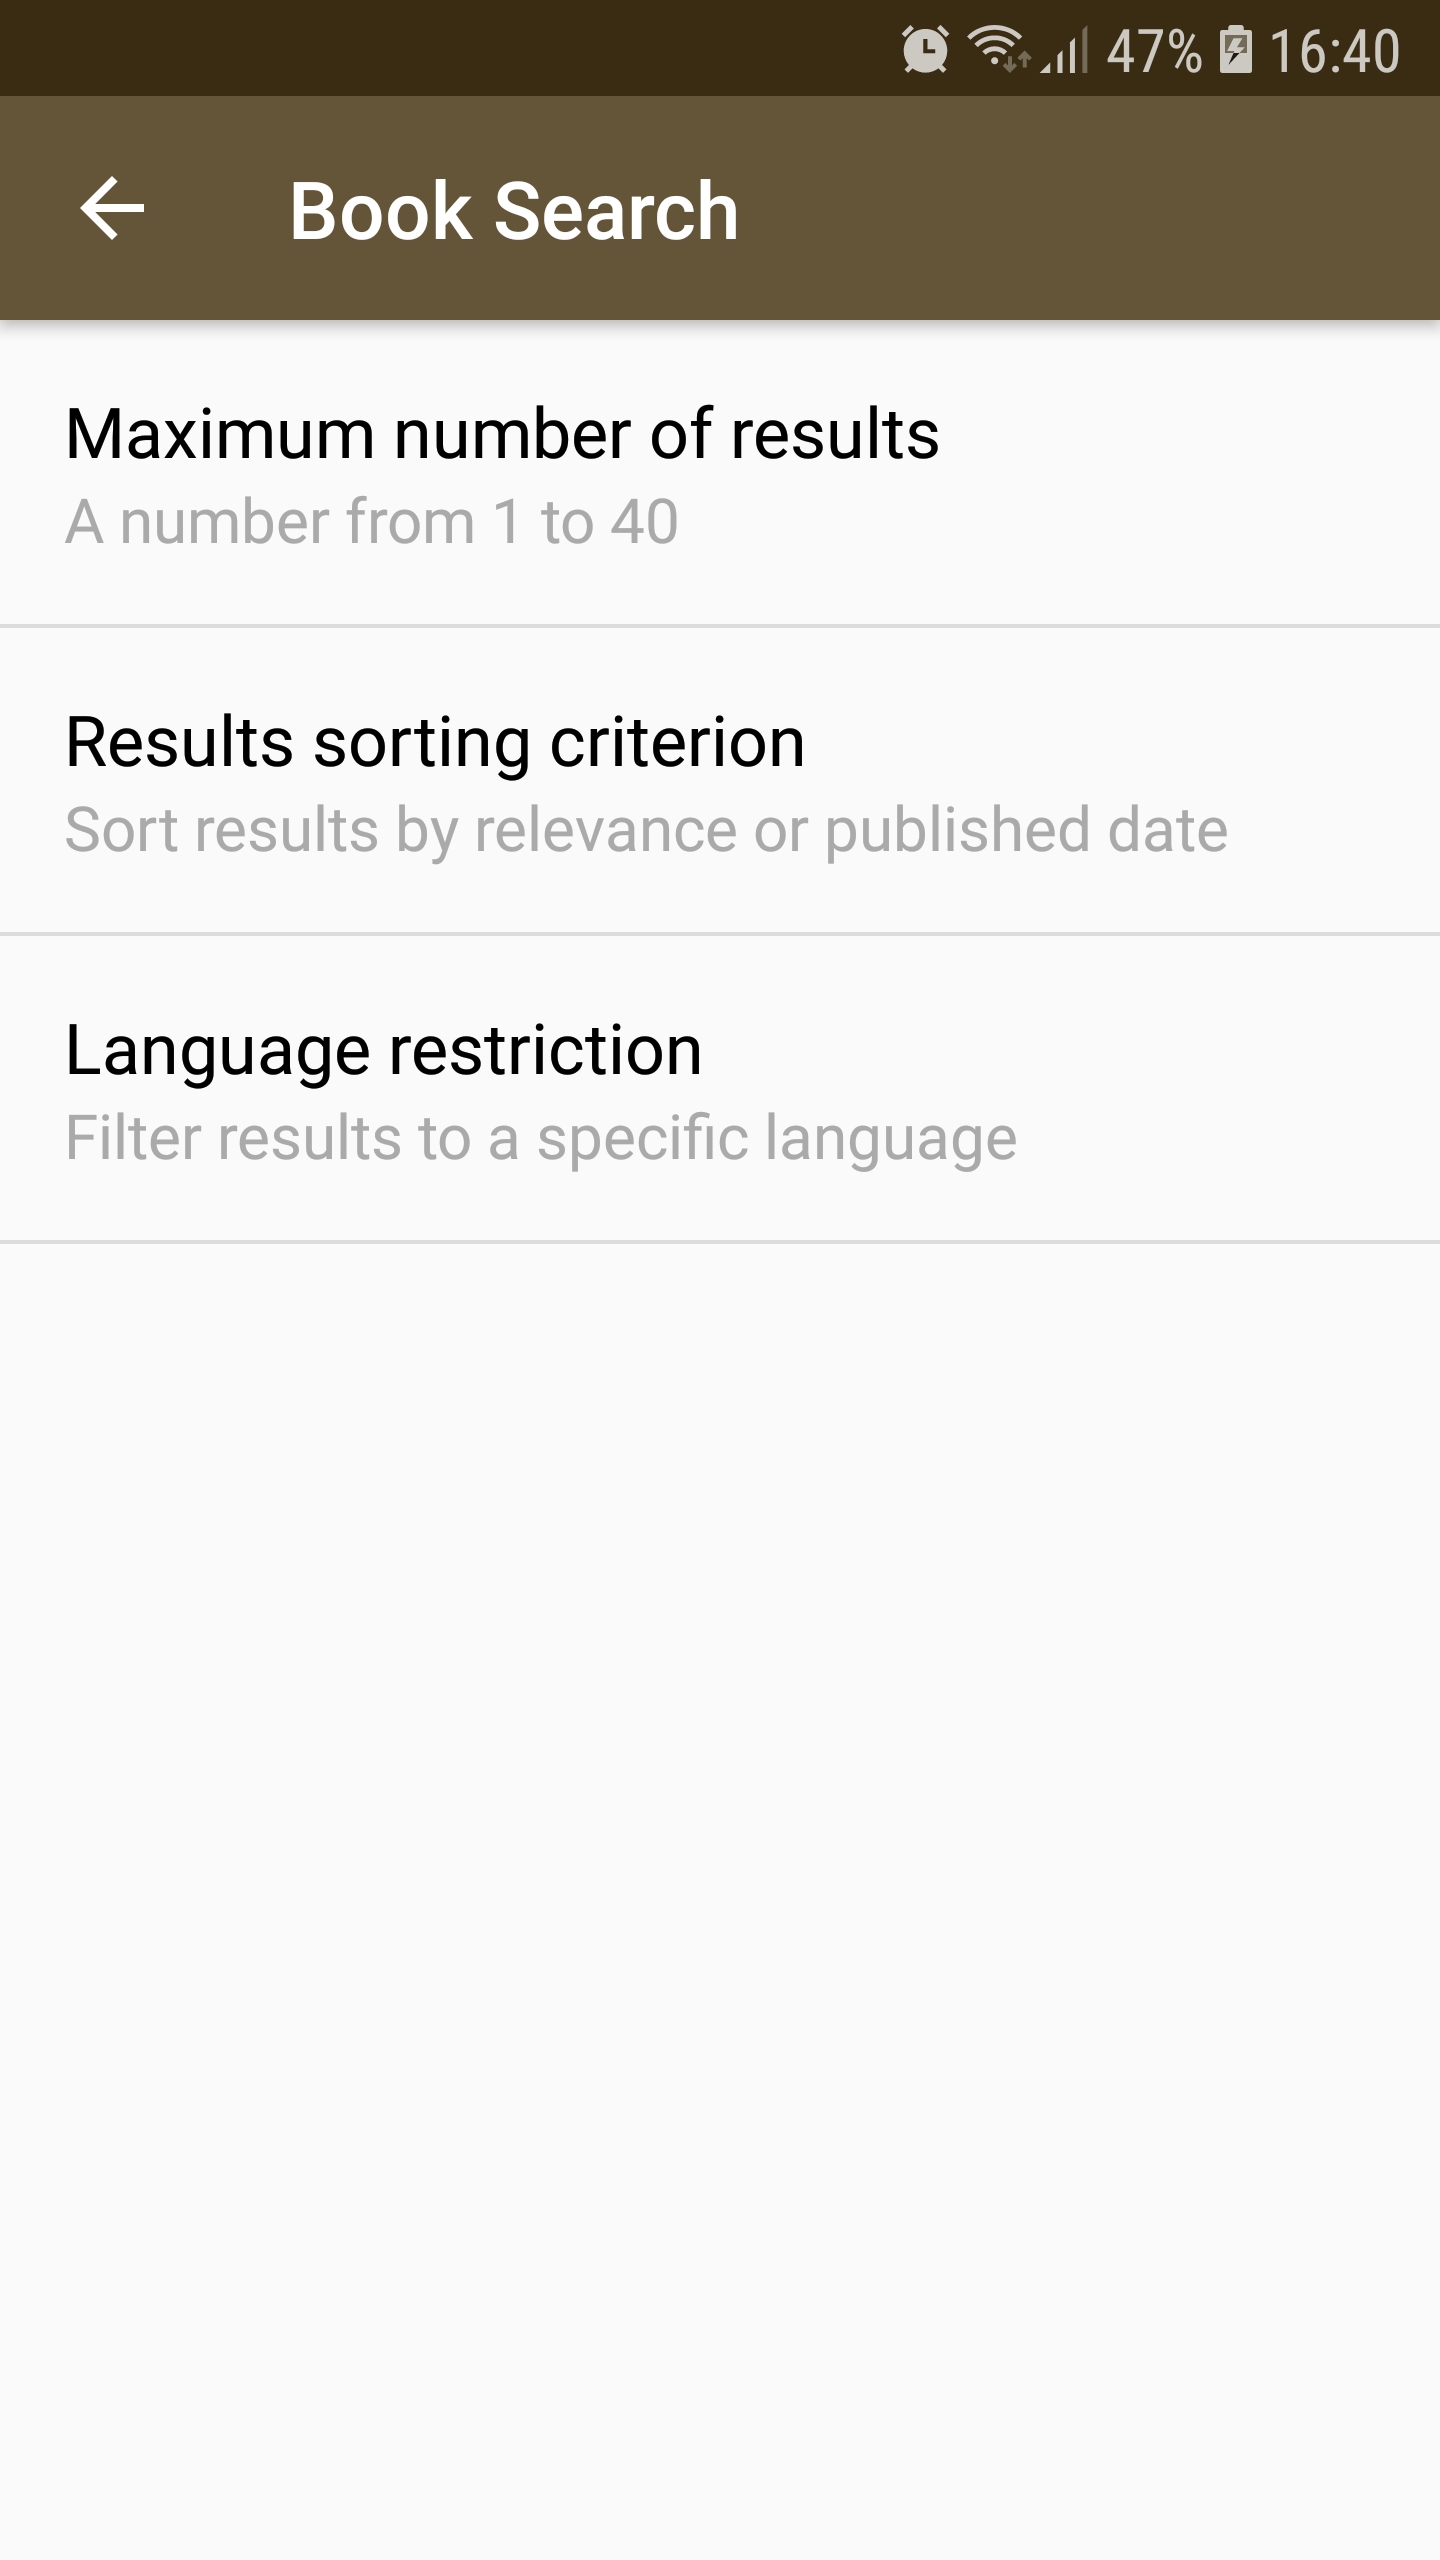 47% 16:40
Book Search
Maximum number of results
A number from 1 to 40
Results sorting criterion
Sort results by relevance or published date
Language restriction
Filter results to a specific language